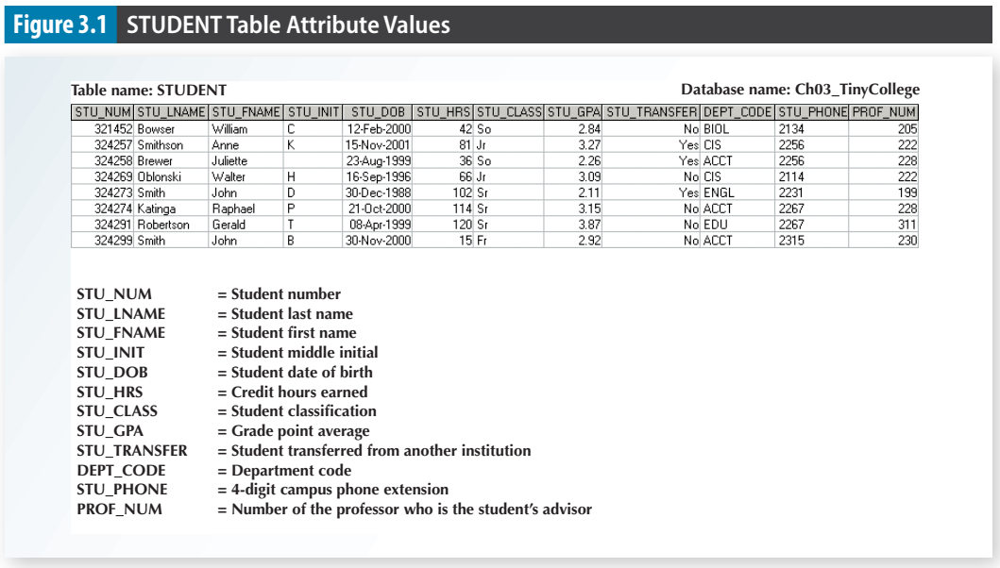 Figure 3.1 STUDENT Table Attribute Values
Table name: STUDENT Database name: Ch03_TinyCollege
STU_NUM STU_LNAME STU_FNAME STU_INIT STU_DOB STU_HRS STU_CLASS STU_GPA STU_TRANSFER DEPT_CODE STU_PHONE PROF_NUM
321452 Bowser William C 12-Feb-2000 42 So 2.84 No BIOL 2134 205
324257 Smithson Anne K 15-Nov-2001 81 Jr 3.27 Yes CIS 2256 222
324258 Brewer Juliette 23-Aug-1999 36 So 2.26 Yes ACCT 2256 228
324269 Oblonski Walter H 16-Sep-1996 66 Jr 3.09 No CIS 2114 222
324273 Smith John D 30-Dec-1988 102 Sr 2.11 Yes ENGL 2231 199
324274 Katinga Raphael P 21-Oct-2000 114 Sr 3.15 No ACCT 2267 228
324291 Robertson Gerald T 08-Apr-1999 120 Sr 3.87 No EDU 2267 311
324299 Smith John B 30-Nov-2000 15 Fr 2.92 No ACCT 2315 230
STU_NUM = Student number
STU_LNAME = Student last name
STU_FNAME = Student first name
STU_INIT = Student middle initial
STU_DOB = Student date of birth
STU_HRS = Credit hours earned
STU_CLASS = Student classification
STU_GPA = Grade point average
STU_TRANSFER = Student transferred from another institution
DEPT_CODE = Department code
STU_PHONE = 4-digit campus phone extension
PROF_NUM = Number of the professor who is the student's advisor